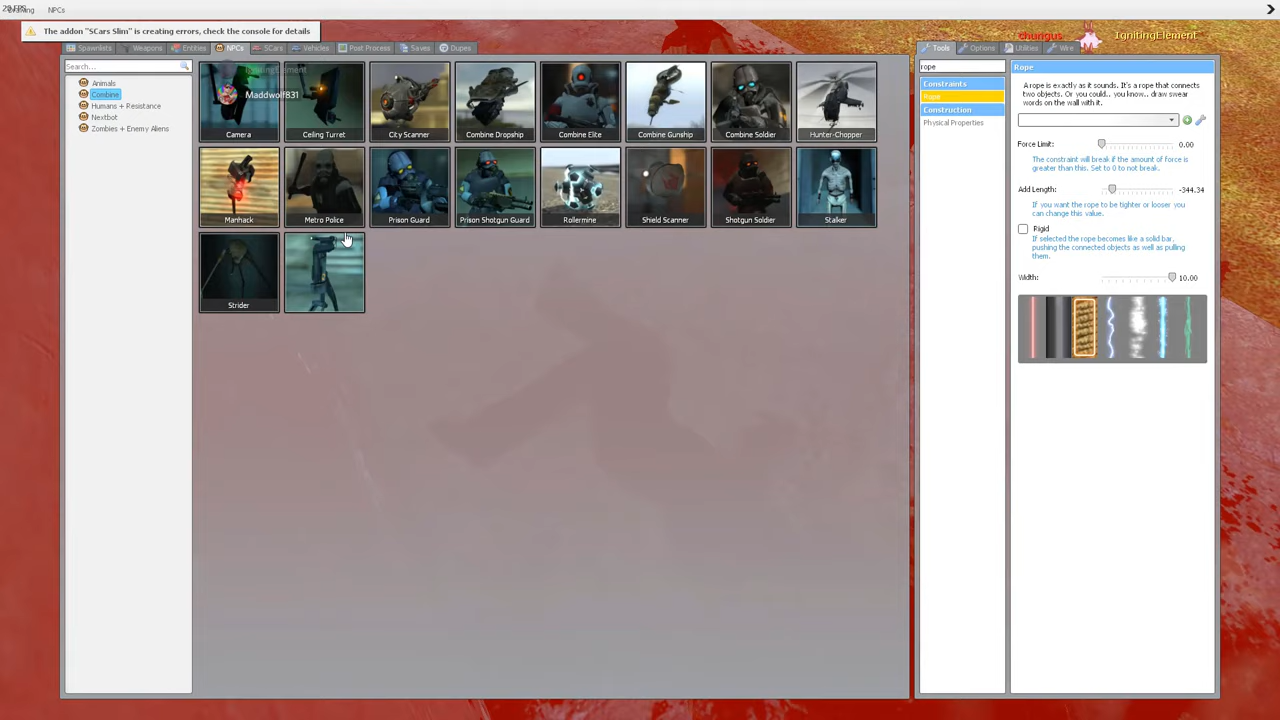 Drawing NPCs
The addon "SCars Slim" is creating errors, check the console for details
chungus
IgnitingElement
Spawnlists Weapons Entities NPCs SCars Vehicles Post Process Saves Dupes
Tools Options Utilities Wire
Search...
Animals
Combine
Humans + Resistance
Nextbot
Zombies + Enemy Aliens
IgnitingElement
Maddwolf831
Camera Ceiling Turret City Scanner Combine Dropship Combine Elite Combine Gunship Combine Soldier Hunter-Chopper
Manhack Metro Police Prison Guard Prison Shotgun Guard Rollermine Shield Scanner Shotgun Soldier Stalker
Strider
rope
Constraints
Rope
Construction
Physical Properties
Rope
A rope is exactly as it sounds. It's a rope that connects
two objects. Or you could.. you know.. draw swear
words on the wall with it.
Force Limit: 0.00
The constraint will break if the amount of force is
greater than this. Set to 0 to not break.
Add Length: -344.34
If you want the rope to be tighter or looser you
can change this value.
Rigid
If selected the rope becomes like a solid bar,
pushing the connected objects as well as pulling
them.
Width: 10.00